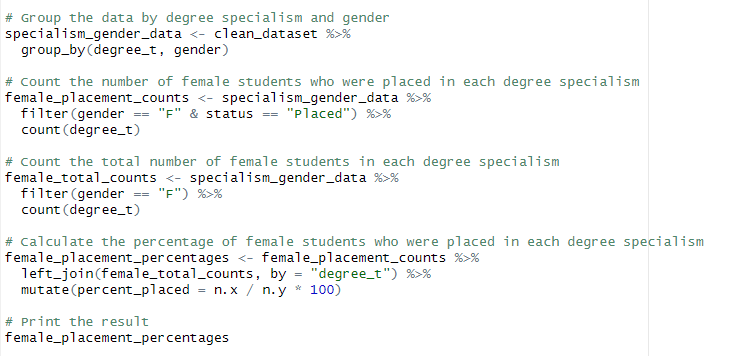 # Group the data by degree specialism and gender
specialism_gender_data <- clean_dataset %>%
  group_by(degree_t, gender)
# Count the number of female students who were placed in each degree specialism
female_placement_counts <- specialism_gender_data %>%
  filter(gender == "F" & status == "Placed") %>%
  count(degree_t)
# Count the total number of female students in each degree specialism
female_total_counts <- specialism_gender_data %>%
  filter(gender == "F") %>%
  count(degree_t)
# Calculate the percentage of female students who were placed in each degree specialism
female_placement_percentages <- female_placement_counts %>%
  left_join(female_total_counts, by = "degree_t") %>%
  mutate(percent_placed = n.x / n.y * 100)
# Print the result
female_placement_percentages